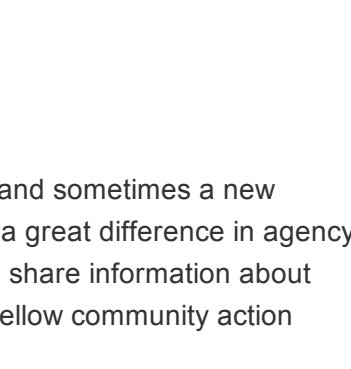 and sometimes a new
a great difference in agency
share information about
ellow community action